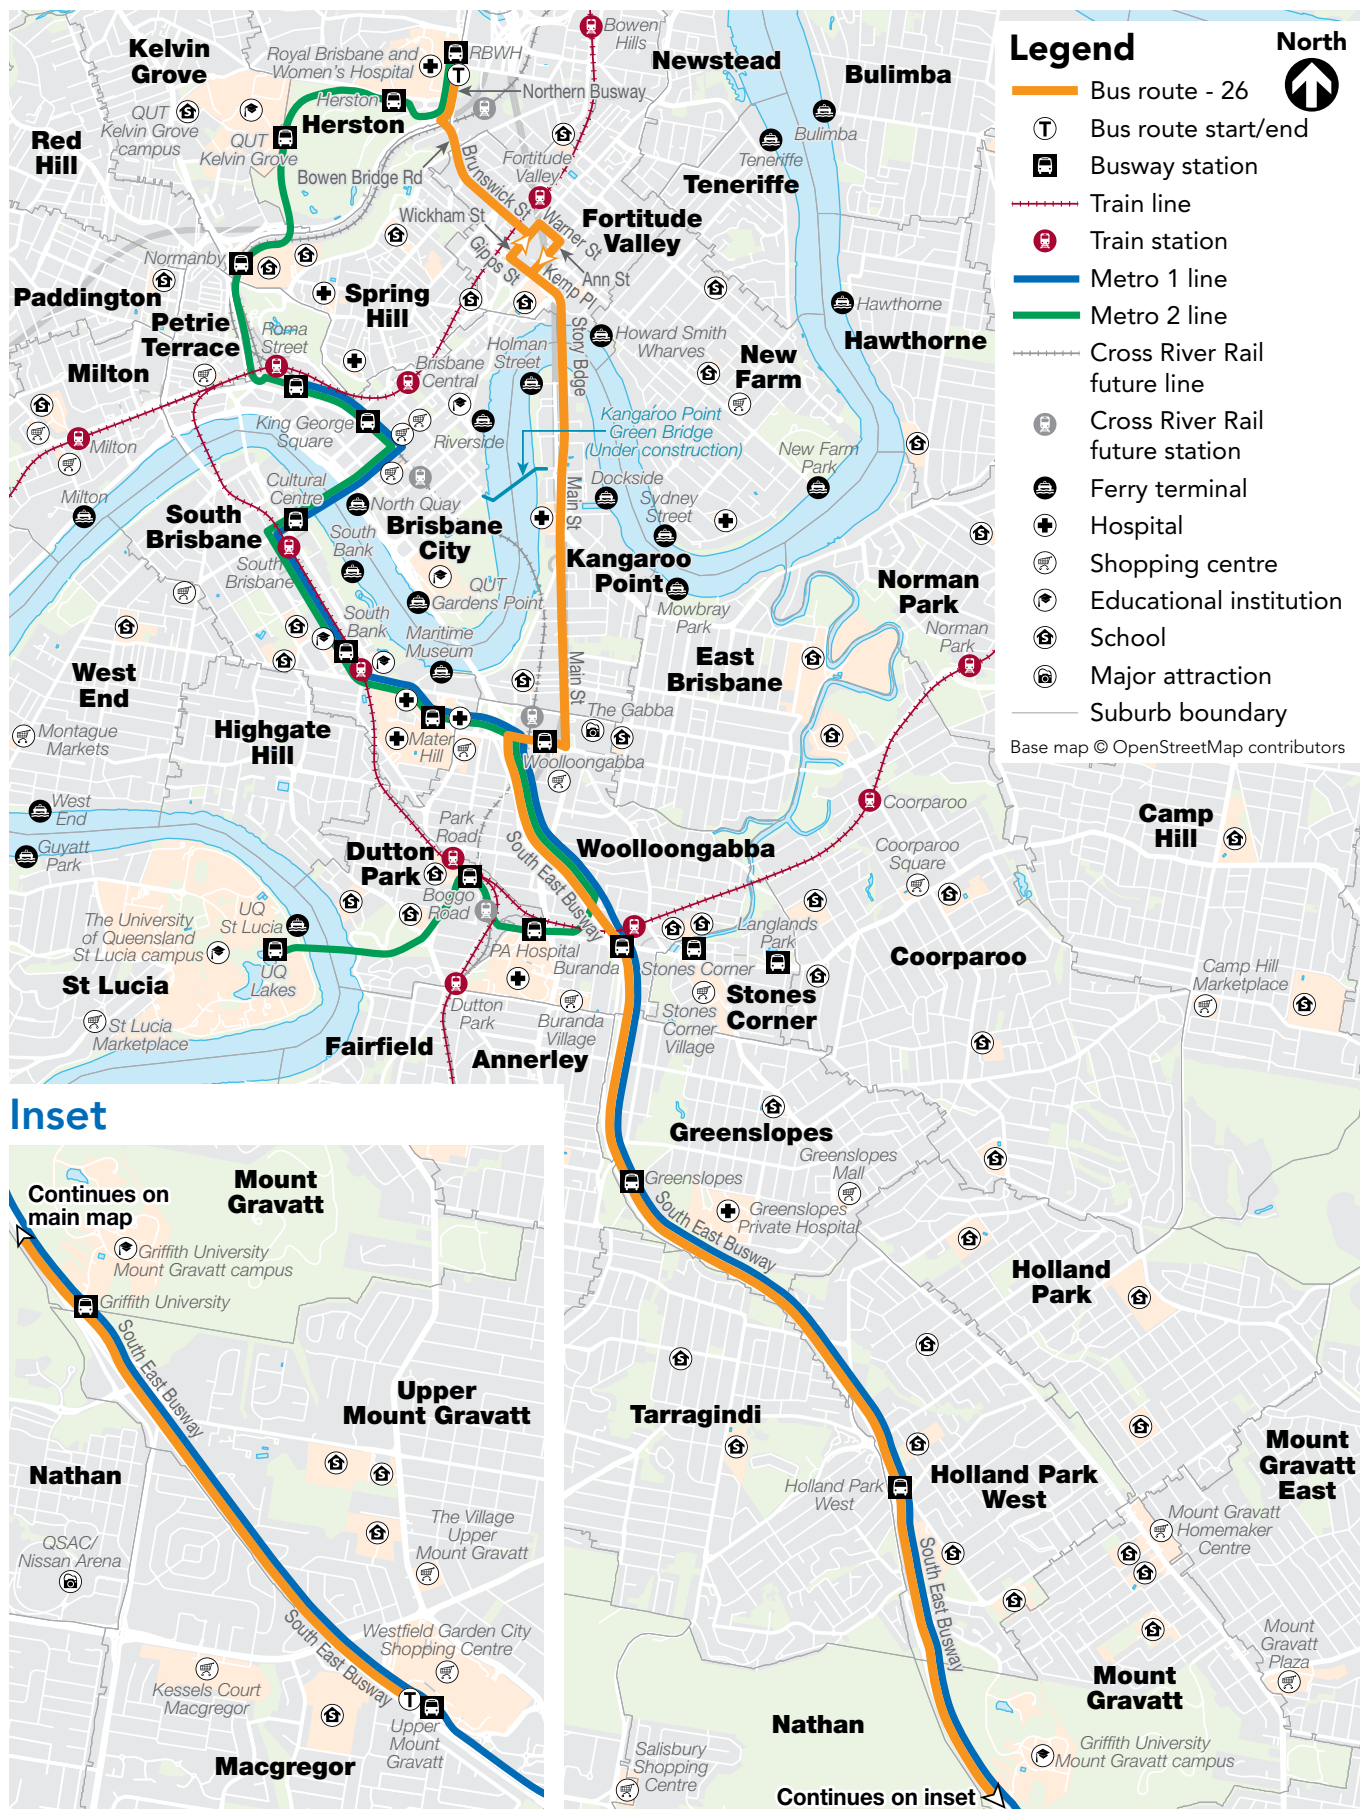 Kelvin
Grove
Royal Brisbane and
Women's Hospital
RBWH
T
Bowen
Hills
Newstead
Bulimba
Northern Busway
Herston
Herston
QUT
Kelvin Grove
campus
QUT
Kelvin Grove
Red
Hill
Bowen Bridge Rd
Brunswick St
Fortitude
Valley
Teneriffe
Bulimba
Teneriffe
Wickham St
Gipps St
Warner St
Fortitude
Valley
Ann St
Kemp Pl
Normanby
Paddington
Spring
Hill
Petrie
Terrace
Roma
Street
Milton
Brisbane
Central
Holman
Street
Story Bdge
Howard Smith
Wharves
New
Farm
Hawthorne
Hawthorne
King George
Square
Riverside
Kangaroo Point
Green Bridge
(Under construction)
New Farm
Park
Milton
Milton
Cultural
Centre
North Quay
Dockside
Sydney
Street
South
Brisbane
South
Bank
Brisbane
City
Main St
Kangaroo
Point
South
Brisbane
QUT
Gardens Point
Mowbray
Park
Norman
Park
Norman
Park
South
Bank
Maritime
Museum
West
End
East
Brisbane
Main St
The Gabba
Highgate
Hill
Montague
Markets
Mater
Hill
Woolloongabba
West
End
Guyatt
Park
Park
Road
Dutton
Park
South East Busway
Woolloongabba
Coorparoo
Coorparoo
Square
Camp
Hill
Boggo
Road
The University
of Queensland
St Lucia campus
UQ
St Lucia
UQ
Lakes
PA Hospital
Buranda
Stones Corner
Langlands
Park
Coorparoo
St Lucia
St Lucia
Marketplace
Dutton
Park
Buranda
Village
Stones
Corner
Village
Stones
Corner
Camp Hill
Marketplace
Fairfield
Annerley
Greenslopes
Greenslopes
Mall
Greenslopes
Greenslopes
Private Hospital
South East Busway
Holland
Park
Tarragindi
Holland Park
West
Holland Park
West
Mount
Gravatt
East
Mount Gravatt
Homemaker
Centre
South East Busway
Mount
Gravatt
Plaza
Mount
Gravatt
Nathan
Salisbury
Shopping
Centre
Griffith University
Mount Gravatt campus
Continues on inset
Legend
North
Bus route - 26
T
Bus route start/end
Busway station
Train line
Train station
Metro 1 line
Metro 2 line
Cross River Rail
future line
Cross River Rail
future station
Ferry terminal
Hospital
Shopping centre
Educational institution
School
Major attraction
Suburb boundary
Base map © OpenStreetMap contributors
Inset
Continues on
main map
Mount
Gravatt
Griffith University
Mount Gravatt campus
Griffith University
South East Busway
Upper
Mount Gravatt
Nathan
QSAC/
Nissan Arena
The Village
Upper
Mount Gravatt
South East Busway
Westfield Garden City
Shopping Centre
Kessels Court
Macgregor
T
Upper
Mount
Gravatt
Macgregor